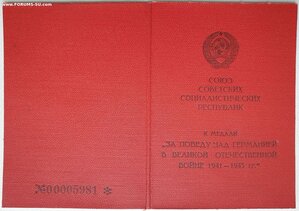 www.FORUMS-SU.com
СОЮЗ
СОВЕТСКИХ
СОЦИАЛИСТИЧЕСКИХ
РЕСПУБЛИК
К МЕДАЛИ
„ЗА ПОБЕДУ НАД ГЕРМАНИЕЙ
В ВЕЛИКОЙ ОТЕЧЕСТВЕННОЙ
ВОЙНЕ 1941–1945 гг.“
№00005981 *